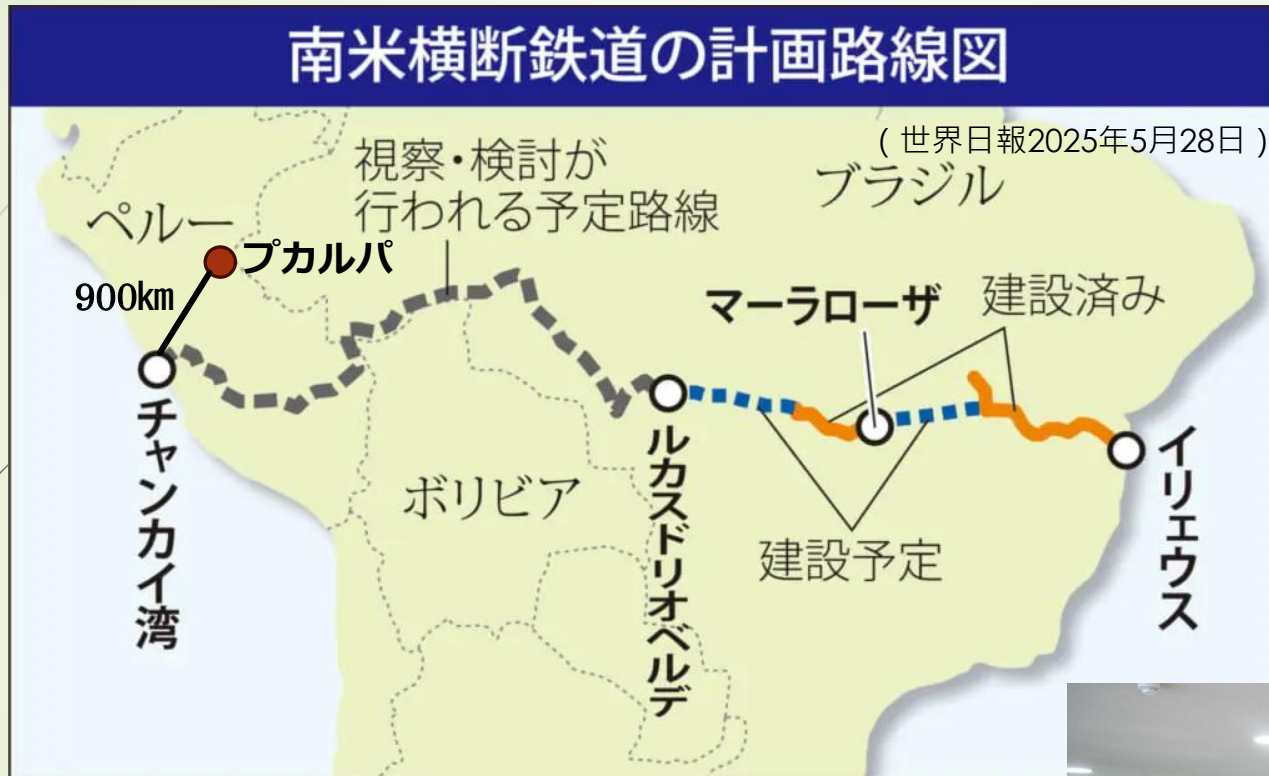 南米横断鉄道の計画路線図
(世界日報2025年5月28日)
視察・検討が
行われる予定路線
ブラジル
ペルー
プカルパ
900㎞
マーラローザ
建設済み
チャンカイ湾
ルカスドリオベルデ
イリェウス
ボリビア
建設予定